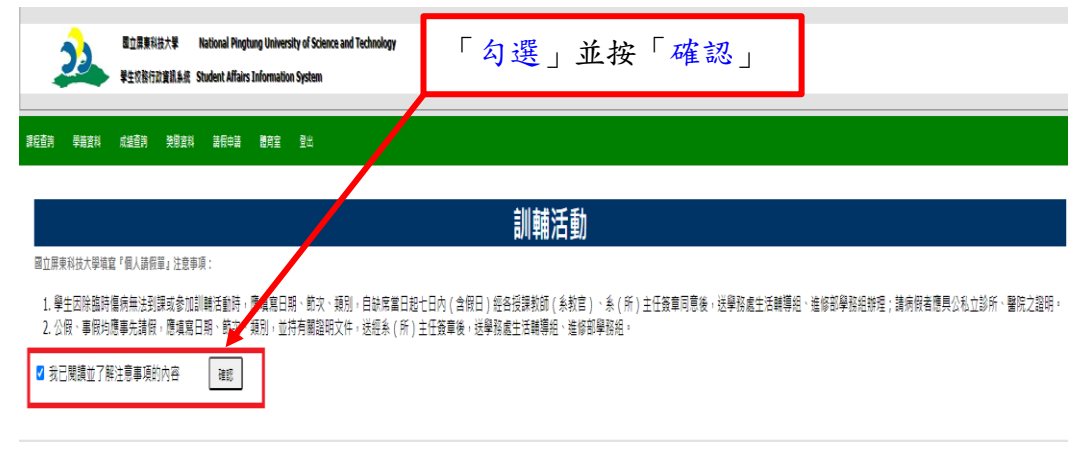 國立屏東科技大學 National Pingtung University of Science and Technology
學生校務行政資訊系統 Student Affairs Information System
「勾選」並按「確認」
課程查詢 學籍資料 成績查詢 獎懲資料 請假申請 體育室 登出
訓輔活動
國立屏東科技大學填寫『個人請假單』注意事項：
1. 學生因除臨時傷病無法到課或參加訓輔活動時，應填寫日期、節次、類別，自缺席當日起七日內(含假日)經各授課教師(系教官)、系(所)主任簽章同意後，送學務處生活輔導組、進修部學務組辦理；請病假者應具公私立診所、醫院之證明。
2. 公假、事假均應事先請假，應填寫日期、節次、類別，並持有關證明文件，送經系(所)主任簽章後，送學務處生活輔導組、進修部學務組。
我已閱讀並了解注意事項的內容 確認